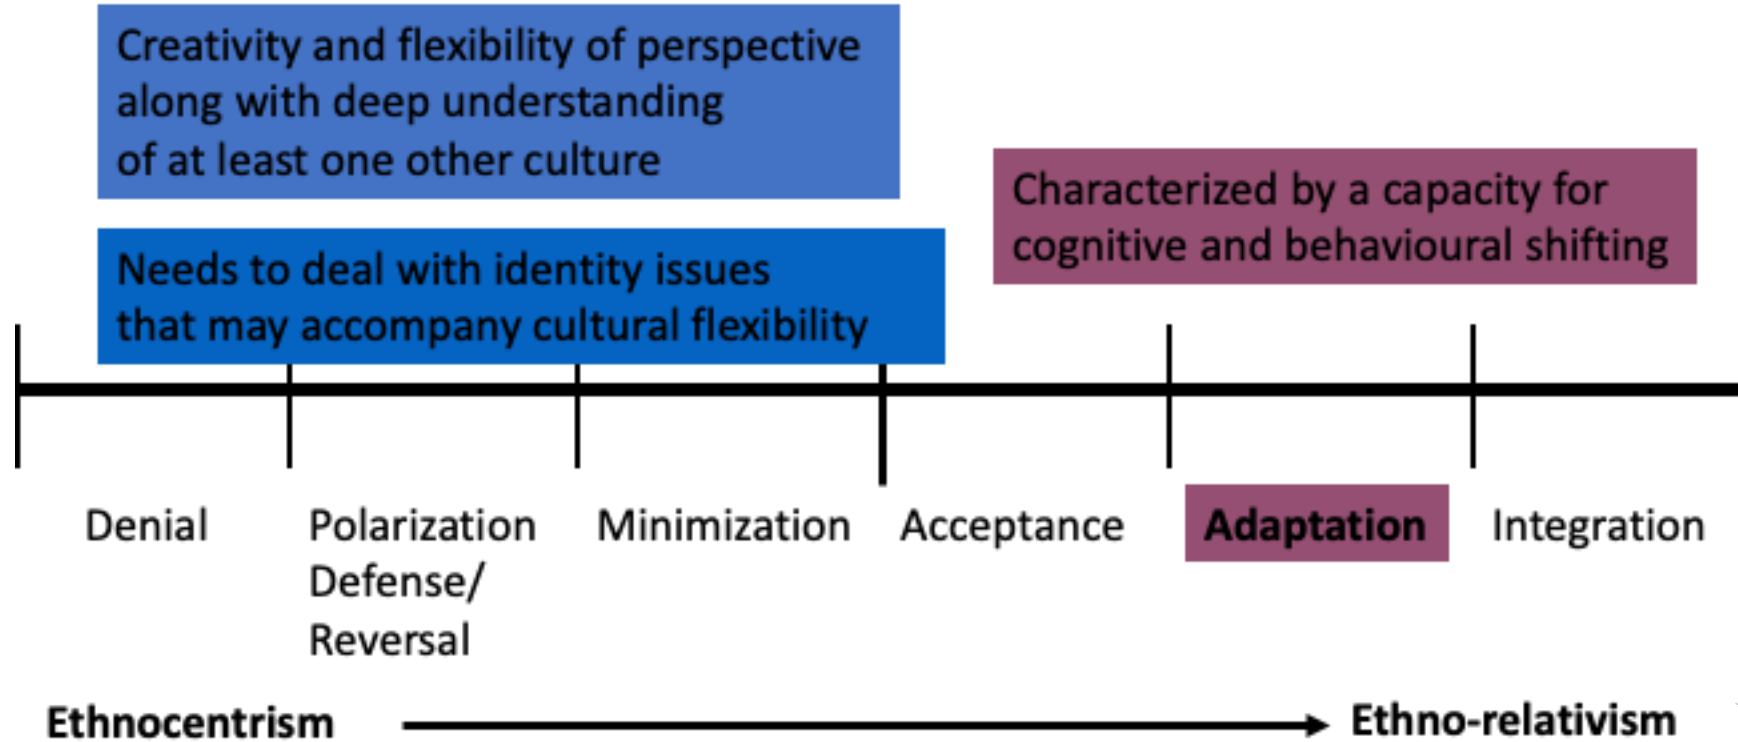 Creativity and flexibility of perspective
along with deep understanding
of at least one other culture
Characterized by a capacity for
cognitive and behavioural shifting
Needs to deal with identity issues
that may accompany cultural flexibility
Denial
Polarization
Defense/
Reversal
Minimization
Acceptance
Adaptation
Integration
Ethnocentrism
Ethno-relativism